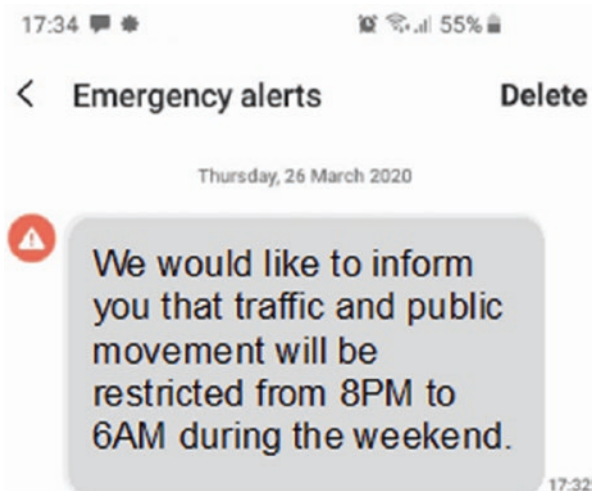 17:34 55%
Emergency alerts Delete
Thursday, 26 March 2020
We would like to inform
you that traffic and public
movement will be
restricted from 8PM to
6AM during the weekend.
17:32